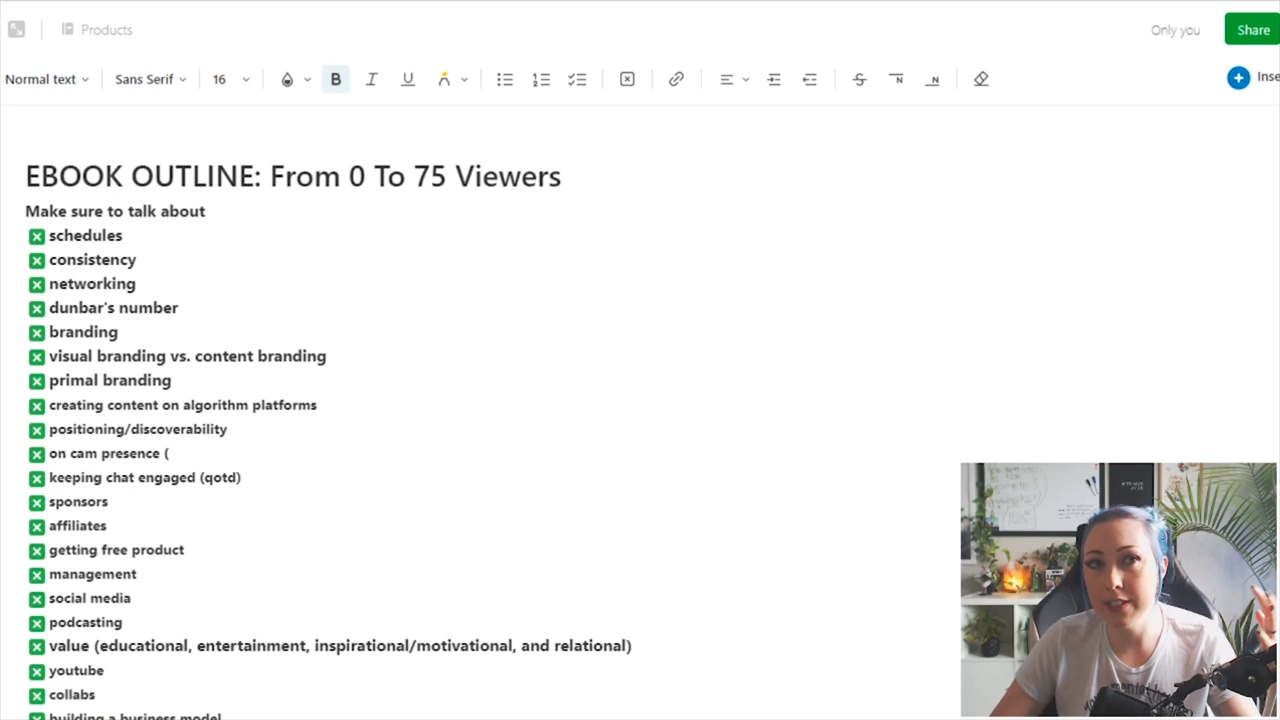 Products
Only you
Share
Normal text
Sans Serif
16
B
I
U
EBOOK OUTLINE: From 0 To 75 Viewers
Make sure to talk about
schedules
consistency
networking
dunbar's number
branding
visual branding vs. content branding
primal branding
creating content on algorithm platforms
positioning/discoverability
on cam presence (
keeping chat engaged (qotd)
sponsors
affiliates
getting free product
management
social media
podcasting
value (educational, entertainment, inspirational/motivational, and relational)
youtube
collabs
building a business model